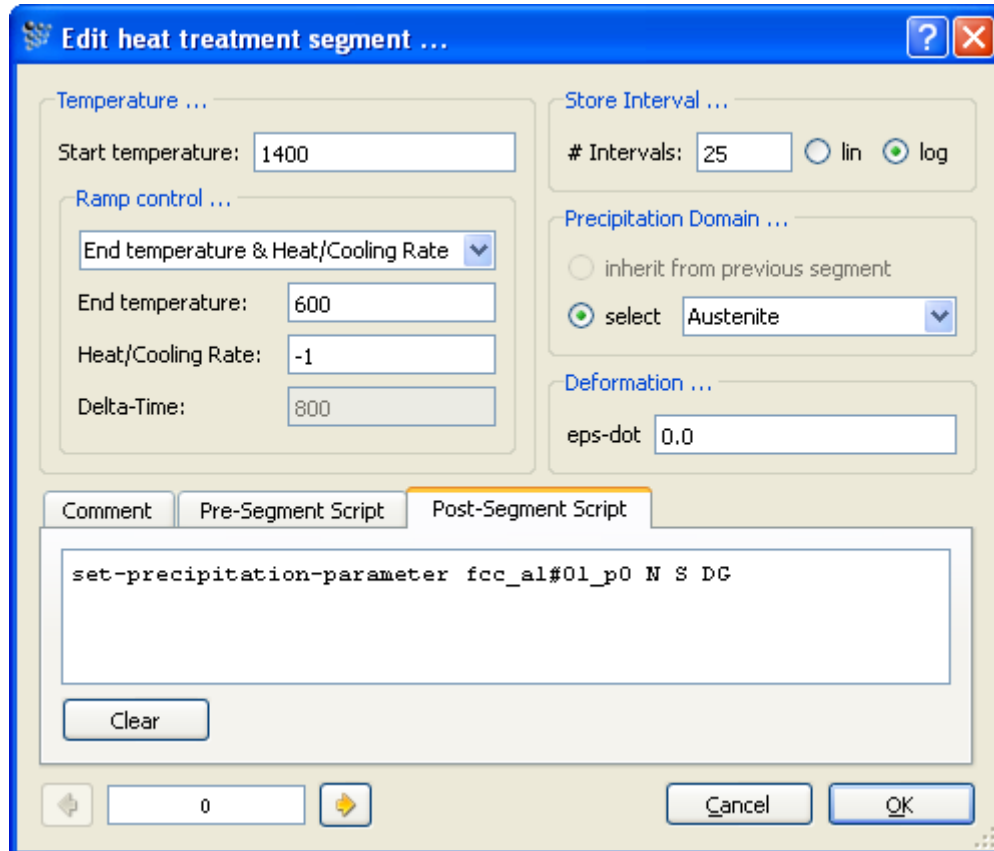 Edit heat treatment segment ...
Temperature ...
Start temperature: 1400
Ramp control ...
End temperature & Heat/Cooling Rate
End temperature: 600
Heat/Cooling Rate: -1
Delta-Time: 800
Store Interval ...
# Intervals: 25 lin log
Precipitation Domain ...
inherit from previous segment
select Austenite
Deformation ...
eps-dot 0.0
Comment Pre-Segment Script Post-Segment Script
set-precipitation-parameter fcc_a1#01_p0 N S DG
Clear
0 Cancel OK